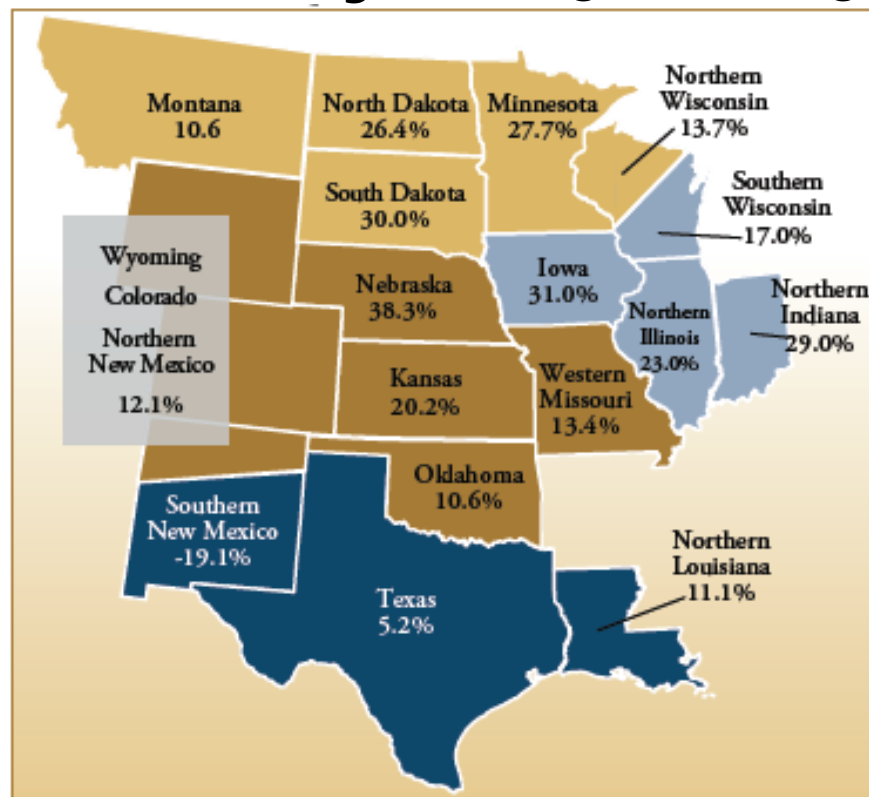 Montana
10.6
North Dakota
26.4%
Minnesota
27.7%
Northern
Wisconsin
13.7%
South Dakota
30.0%
Southern
Wisconsin
17.0%
Wyoming
Colorado
Northern
New Mexico
12.1%
Nebraska
38.3%
Iowa
31.0%
Northern
Illinois
23.0%
Northern
Indiana
29.0%
Kansas
20.2%
Western
Missouri
13.4%
Oklahoma
10.6%
Southern
New Mexico
-19.1%
Texas
5.2%
Northern
Louisiana
11.1%